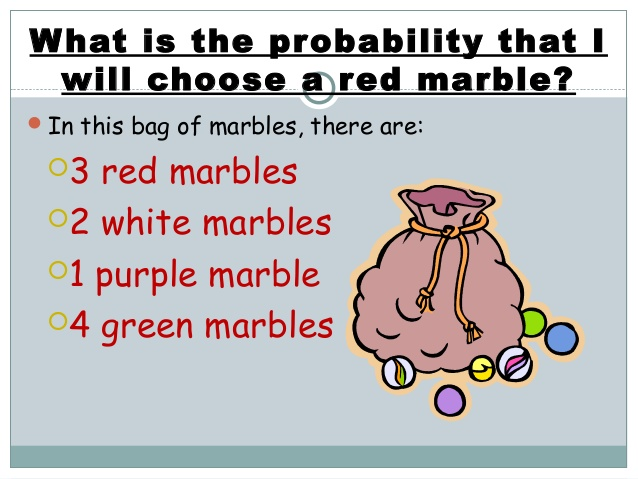 What is the probability that I
will choose a red marble?
In this bag of marbles, there are:
3 red marbles
2 white marbles
1 purple marble
4 green marbles